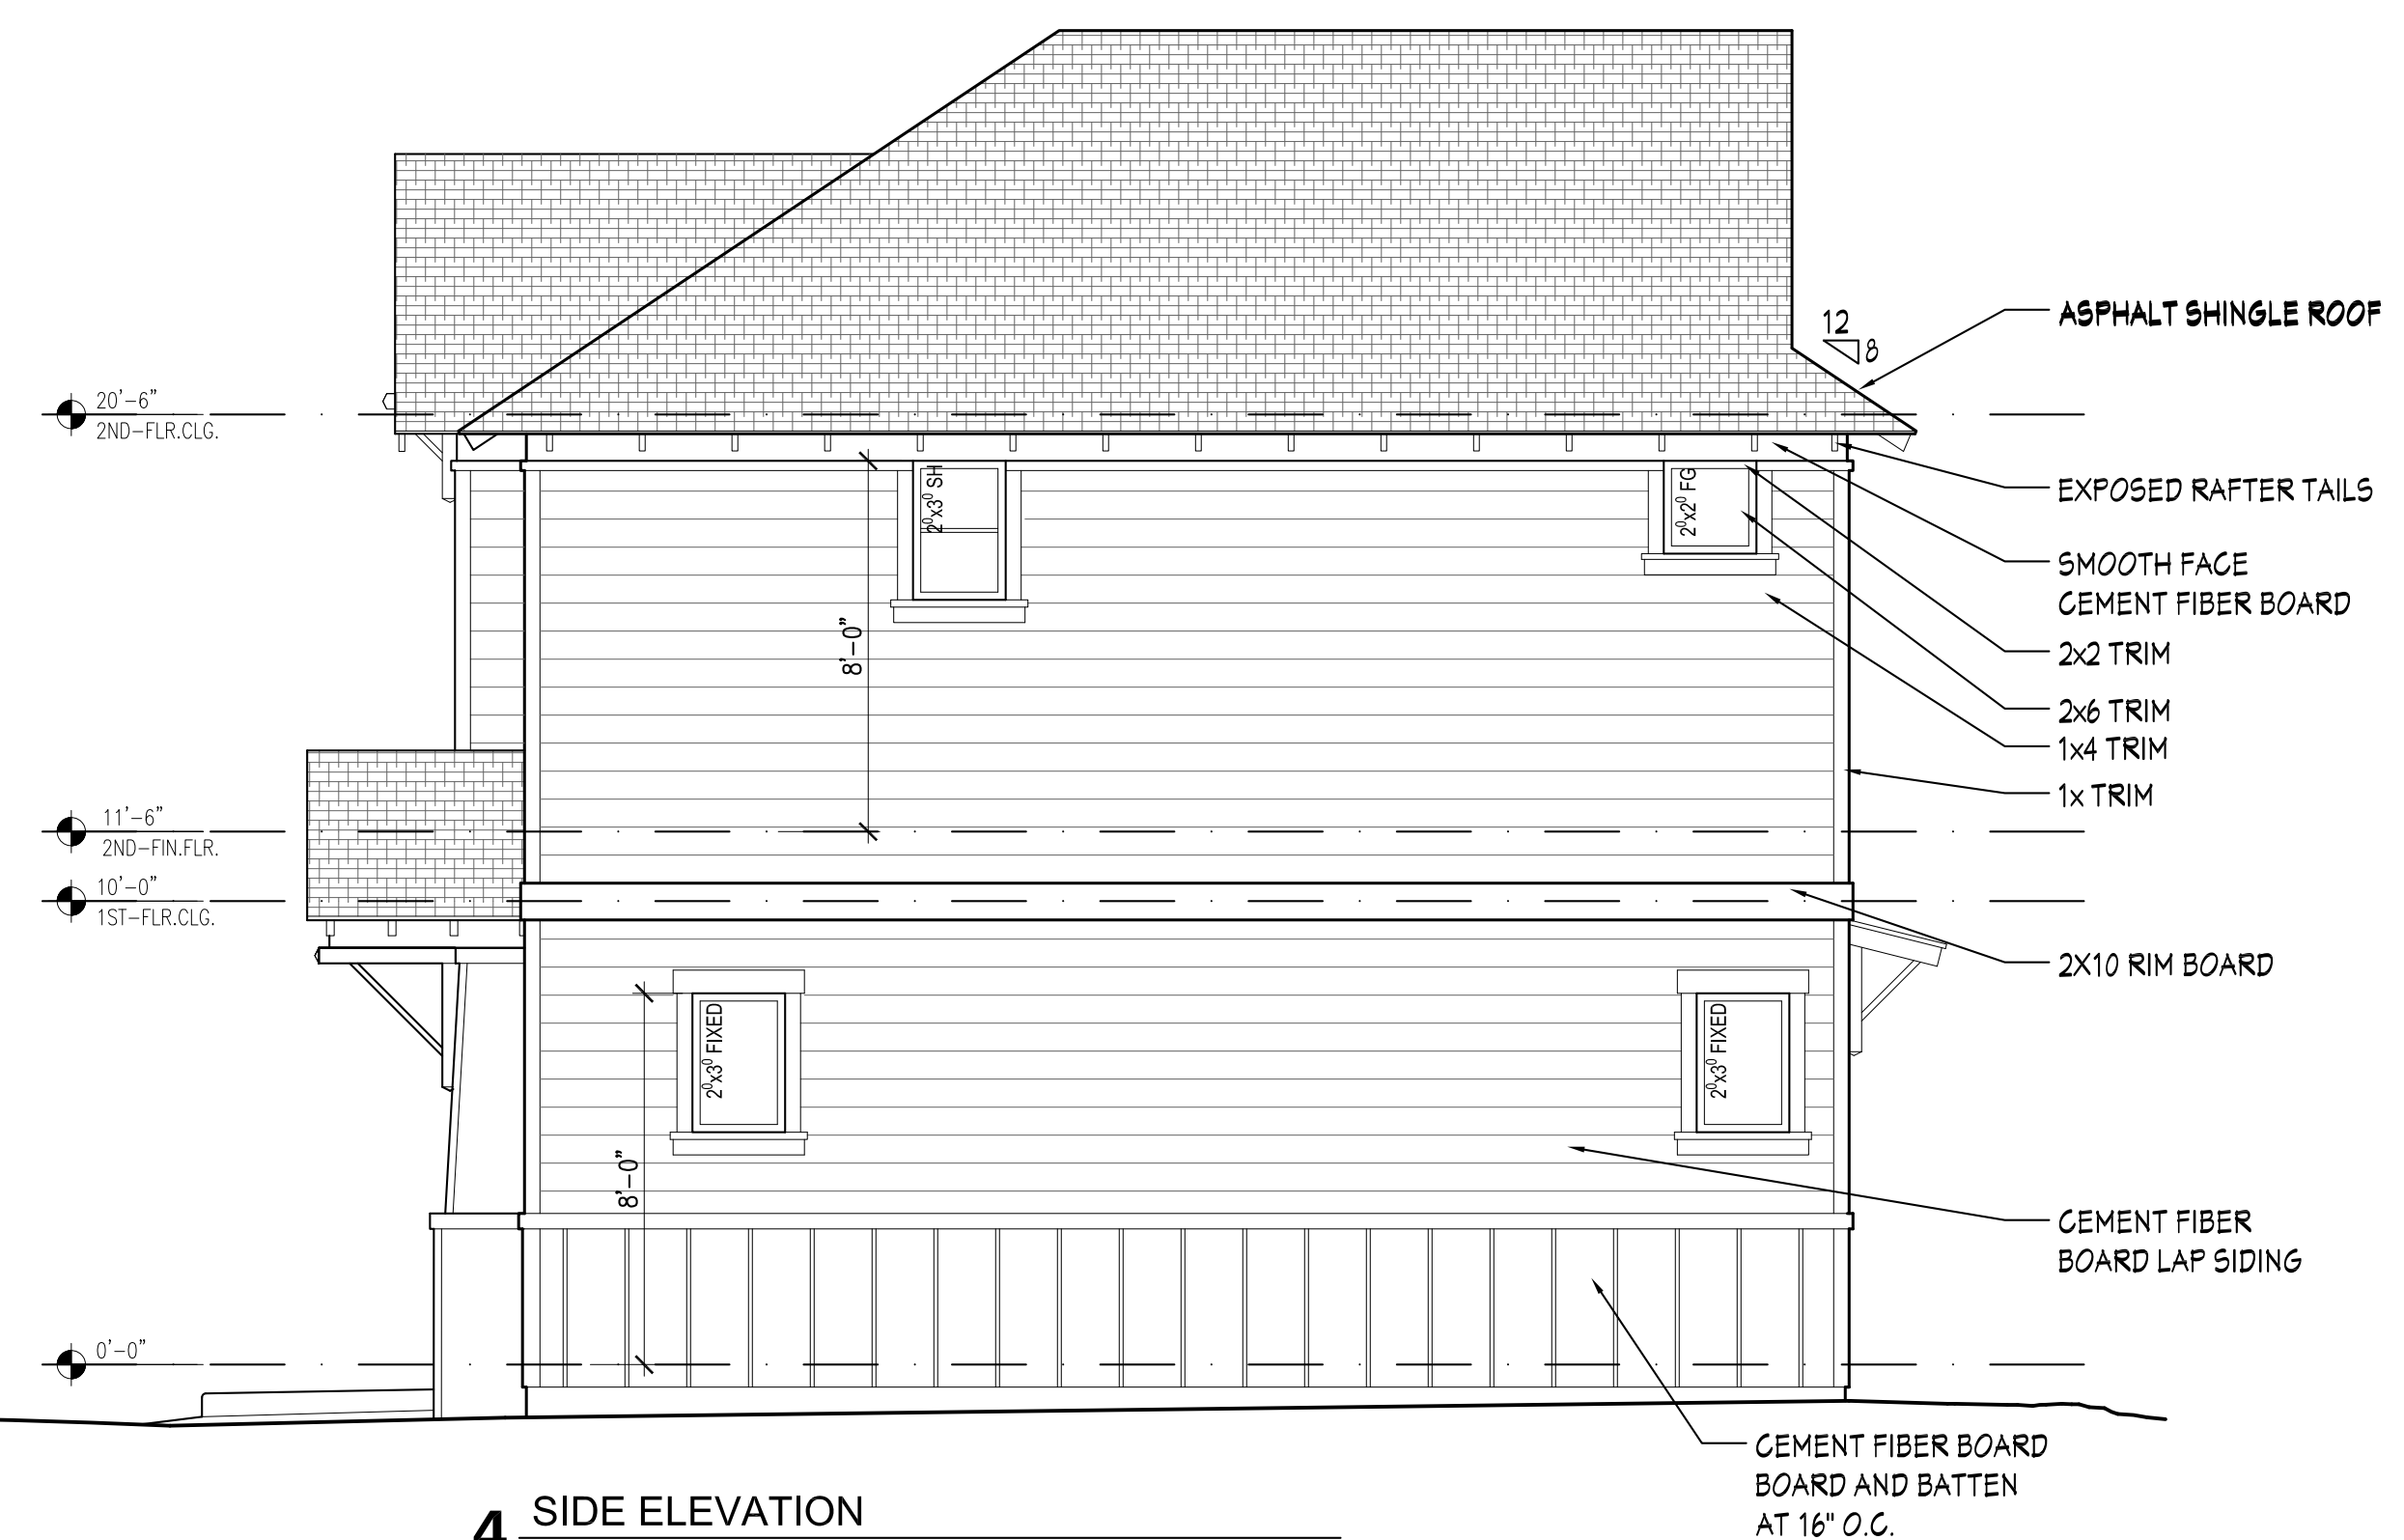 12
8
ASPHALT SHINGLE ROOF
20'-6"
2ND-FLR.CLG.
2⁰x3⁰ SH
2⁰x2⁰ FG
EXPOSED RAFTER TAILS
SMOOTH FACE
CEMENT FIBER BOARD
8'-0"
2x2 TRIM
2x6 TRIM
1x4 TRIM
1x TRIM
11'-6"
2ND-FIN.FLR.
10'-0"
1ST-FLR.CLG.
2X10 RIM BOARD
2⁰x3⁰ FIXED
2⁰x3⁰ FIXED
8'-0"
CEMENT FIBER
BOARD LAP SIDING
0'-0"
CEMENT FIBER BOARD
BOARD AND BATTEN
AT 16" O.C.
4 SIDE ELEVATION